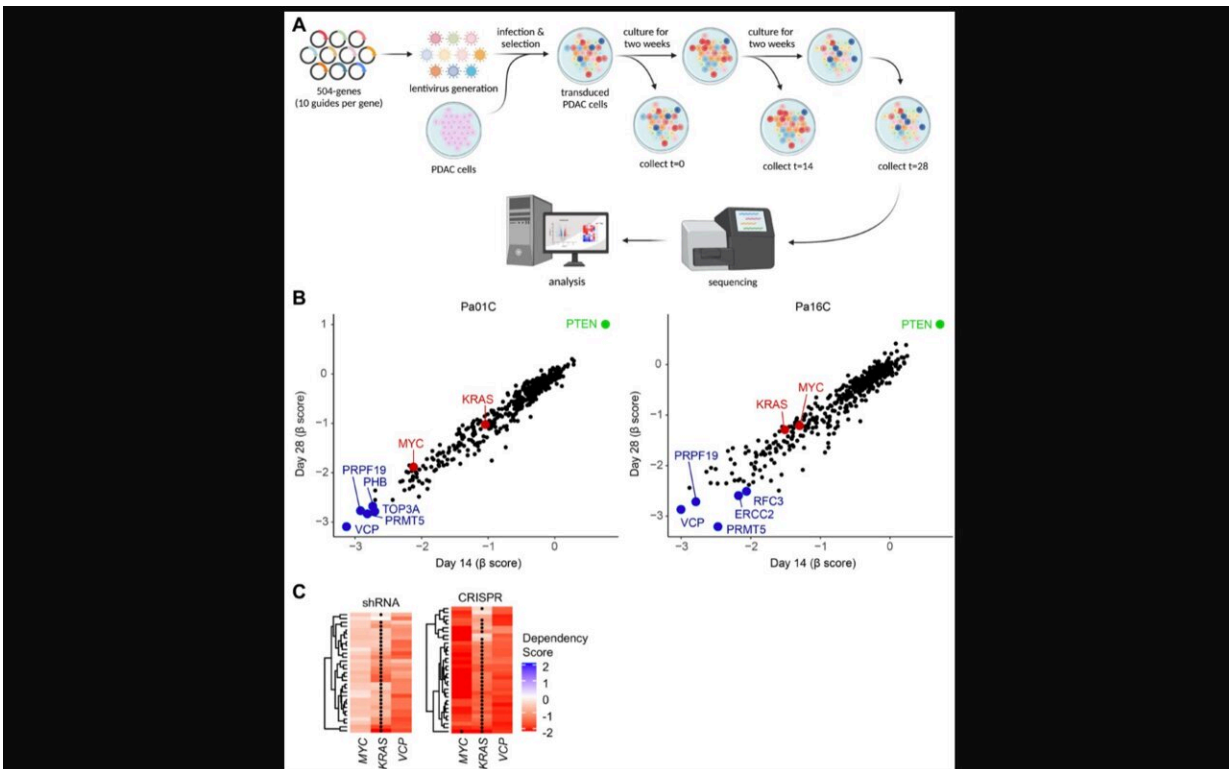 A
504-genes
(10 guides per gene)
lentivirus generation
PDAC cells
infection &
selection
transduced
PDAC cells
culture for
two weeks
culture for
two weeks
collect t=0
collect t=14
collect t=28
analysis
sequencing
B
Pa01C
PTEN
KRAS
MYC
PRPF19
PHB
TOP3A
PRMT5
VCP
1
0
−1
−2
−3
Day 28 (β score)
−3
−2
−1
0
Day 14 (β score)
Pa16C
PTEN
MYC
KRAS
PRPF19
RFC3
ERCC2
VCP
PRMT5
1
0
−1
−2
−3
Day 28 (β score)
−3
−2
−1
0
Day 14 (β score)
C
shRNA
MYC
KRAS
VCP
CRISPR
MYC
KRAS
VCP
Dependency
Score
2
1
0
-1
-2